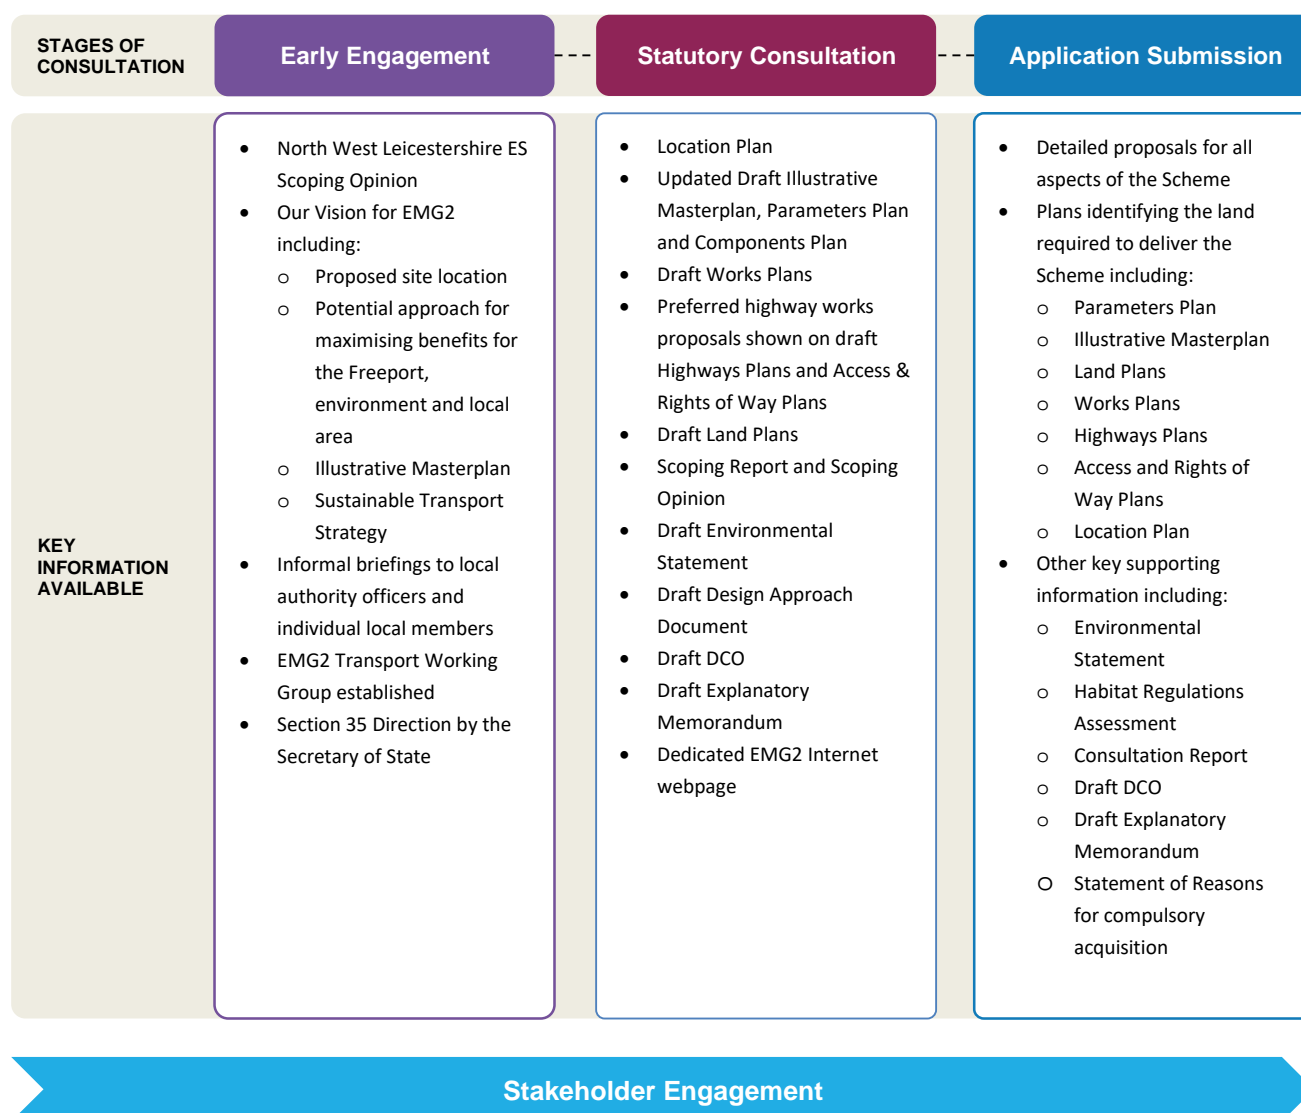 STAGES OF
CONSULTATION
Early Engagement
Statutory Consultation
Application Submission
KEY
INFORMATION
AVAILABLE
• North West Leicestershire ES
Scoping Opinion
• Our Vision for EMG2
including:
o Proposed site location
o Potential approach for
maximising benefits for
the Freeport,
environment and local
area
o Illustrative Masterplan
o Sustainable Transport
Strategy
• Informal briefings to local
authority officers and
individual local members
• EMG2 Transport Working
Group established
• Section 35 Direction by the
Secretary of State
• Location Plan
• Updated Draft Illustrative
Masterplan, Parameters Plan
and Components Plan
• Draft Works Plans
• Preferred highway works
proposals shown on draft
Highways Plans and Access &
Rights of Way Plans
• Draft Land Plans
• Scoping Report and Scoping
Opinion
• Draft Environmental
Statement
• Draft Design Approach
Document
• Draft DCO
• Draft Explanatory
Memorandum
• Dedicated EMG2 Internet
webpage
• Detailed proposals for all
aspects of the Scheme
• Plans identifying the land
required to deliver the
Scheme including:
o Parameters Plan
o Illustrative Masterplan
o Land Plans
o Works Plans
o Highways Plans
o Access and Rights of
Way Plans
o Location Plan
• Other key supporting
information including:
o Environmental
Statement
o Habitat Regulations
Assessment
o Consultation Report
o Draft DCO
o Draft Explanatory
Memorandum
o Statement of Reasons
for compulsory
acquisition
Stakeholder Engagement